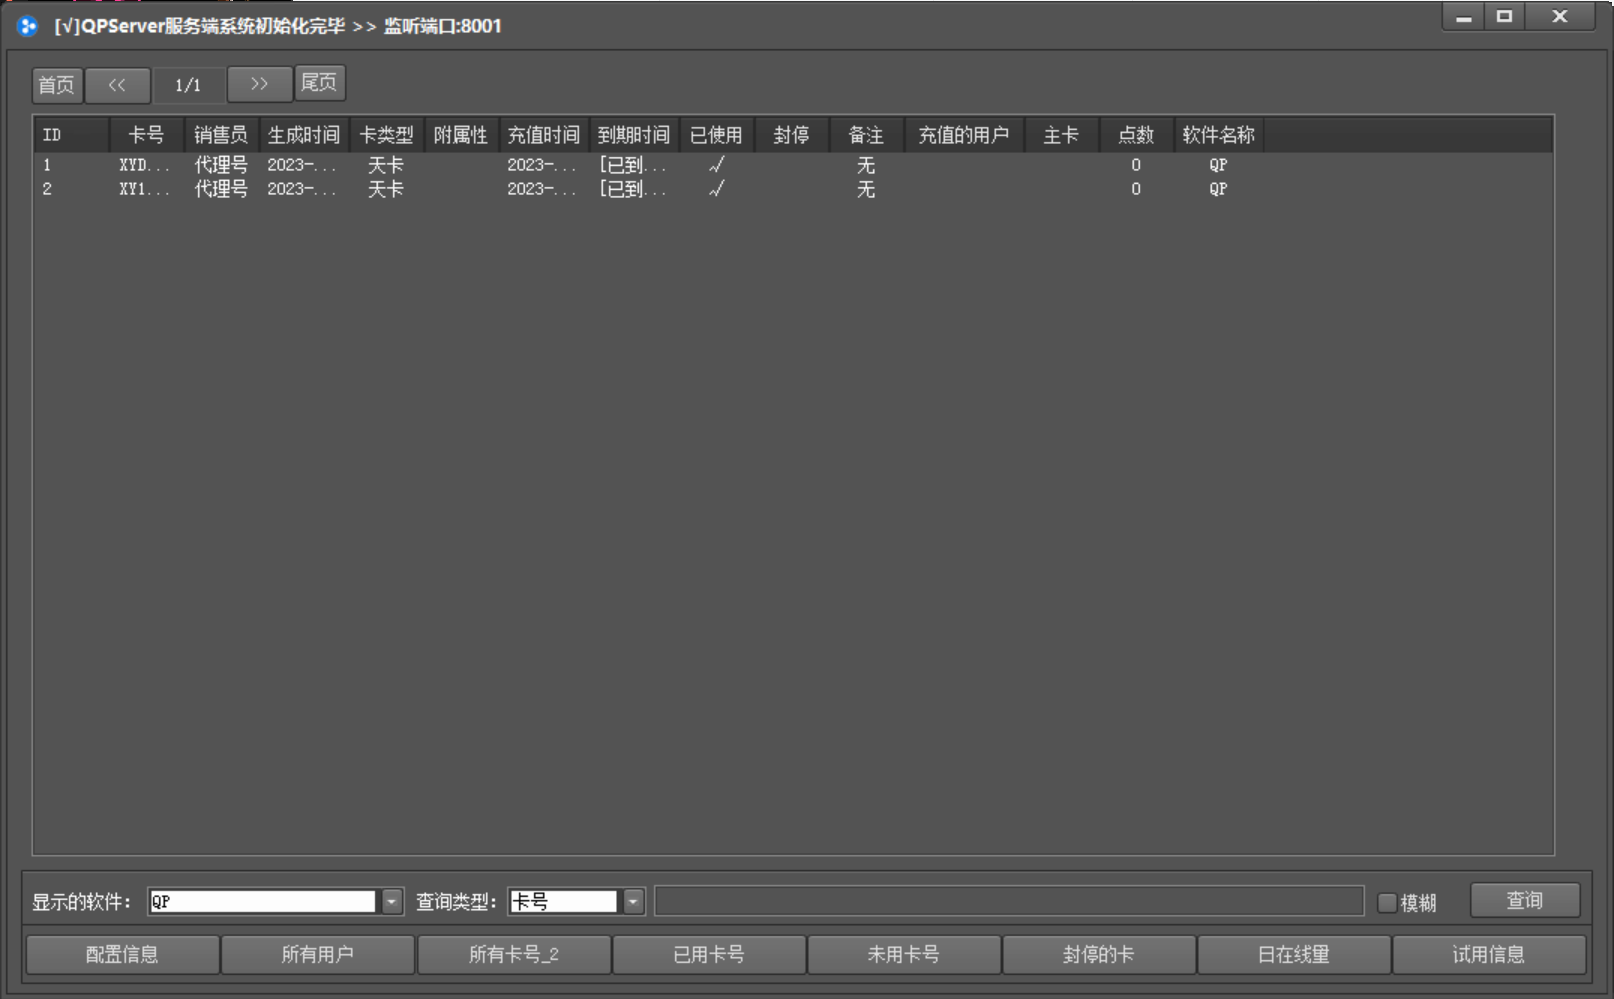 [√]QPServer服务端系统初始化完毕 >> 监听端口:8001
首页 << 1/1 >> 尾页
ID 卡号 销售员 生成时间 卡类型 附属性 充值时间 到期时间 已使用 封停 备注 充值的用户 主卡 点数 软件名称
1 XYD... 代理号 2023-... 天卡 2023-... [已到... √ 无 0 QP
2 XY1... 代理号 2023-... 天卡 2023-... [已到... √ 无 0 QP
显示的软件: QP 查询类型: 卡号 模糊 查询
配置信息 所有用户 所有卡号_2 已用卡号 未用卡号 封停的卡 日在线量 试用信息